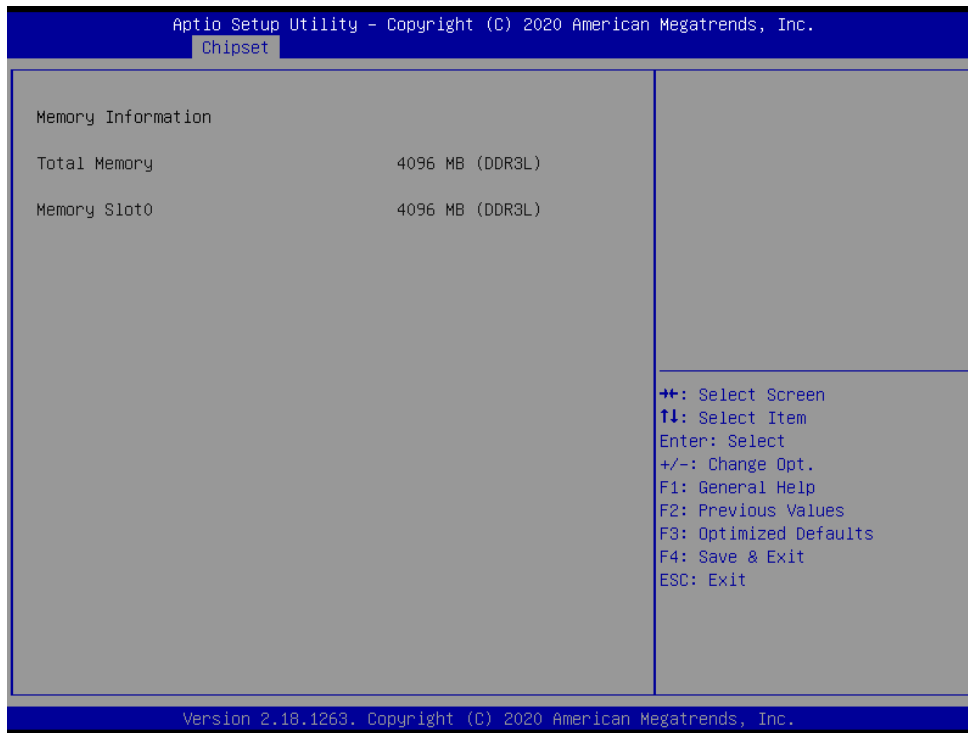 Aptio Setup Utility – Copyright (C) 2020 American Megatrends, Inc.
Chipset
Memory Information
Total Memory 4096 MB (DDR3L)
Memory Slot0 4096 MB (DDR3L)
→←: Select Screen
↑↓: Select Item
Enter: Select
+/-: Change Opt.
F1: General Help
F2: Previous Values
F3: Optimized Defaults
F4: Save & Exit
ESC: Exit
Version 2.18.1263. Copyright (C) 2020 American Megatrends, Inc.